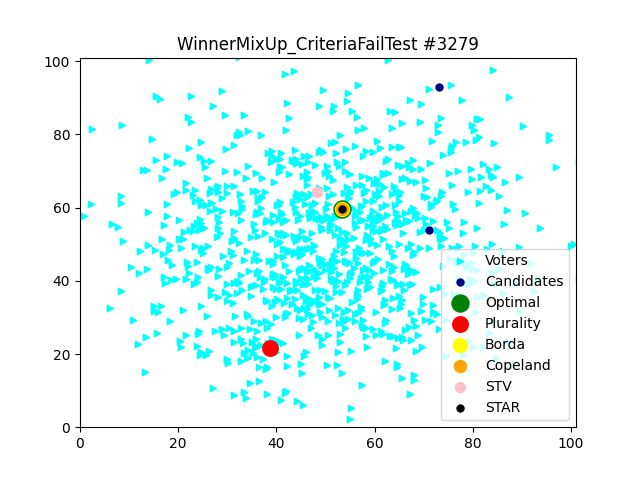 WinnerMixUp_CriteriaFailTest #3279
100
80
60
40
20
0
0
20
40
60
80
100
Voters
Candidates
Optimal
Plurality
Borda
Copeland
STV
STAR